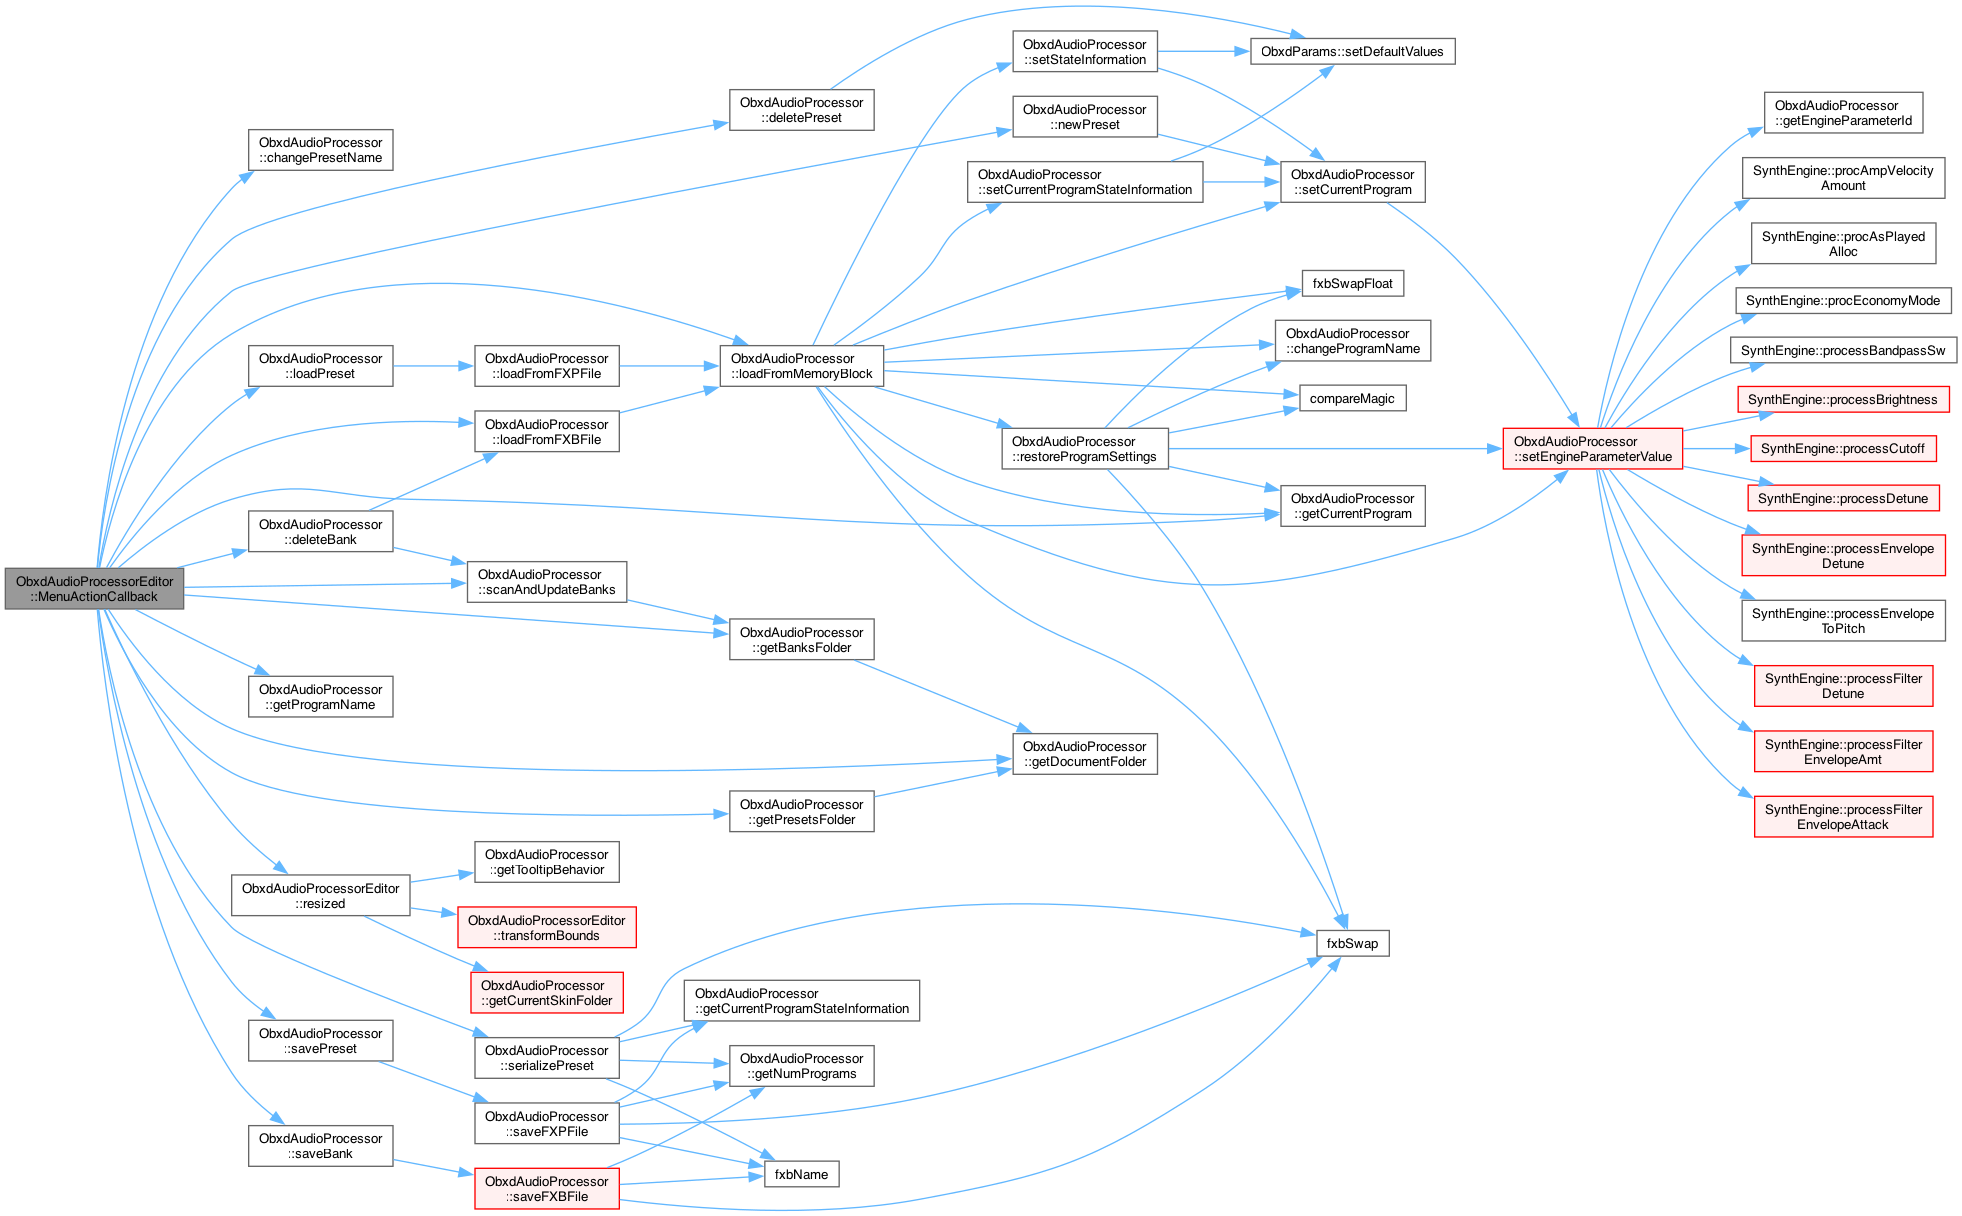 ObxdAudioProcessorEditor
::MenuActionCallback
ObxdAudioProcessor
::changePresetName
ObxdAudioProcessor
::loadPreset
ObxdAudioProcessor
::deleteBank
ObxdAudioProcessor
::getProgramName
ObxdAudioProcessorEditor
::resized
ObxdAudioProcessor
::savePreset
ObxdAudioProcessor
::saveBank
ObxdAudioProcessor
::loadFromFXPFile
ObxdAudioProcessor
::loadFromFXBFile
ObxdAudioProcessor
::scanAndUpdateBanks
ObxdAudioProcessor
::getTooltipBehavior
ObxdAudioProcessorEditor
::transformBounds
ObxdAudioProcessor
::getCurrentSkinFolder
ObxdAudioProcessor
::serializePreset
ObxdAudioProcessor
::saveFXPFile
ObxdAudioProcessor
::saveFXBFile
ObxdAudioProcessor
::deletePreset
ObxdAudioProcessor
::loadFromMemoryBlock
ObxdAudioProcessor
::getBanksFolder
ObxdAudioProcessor
::getPresetsFolder
ObxdAudioProcessor
::getCurrentProgramStateInformation
ObxdAudioProcessor
::getNumPrograms
fxbName
ObxdAudioProcessor
::setStateInformation
ObxdAudioProcessor
::newPreset
ObxdAudioProcessor
::setCurrentProgramStateInformation
ObxdAudioProcessor
::restoreProgramSettings
ObxdAudioProcessor
::getDocumentFolder
ObxdParams::setDefaultValues
ObxdAudioProcessor
::setCurrentProgram
fxbSwapFloat
ObxdAudioProcessor
::changeProgramName
compareMagic
ObxdAudioProcessor
::getCurrentProgram
fxbSwap
ObxdAudioProcessor
::setEngineParameterValue
ObxdAudioProcessor
::getEngineParameterId
SynthEngine::procAmpVelocity
Amount
SynthEngine::procAsPlayed
Alloc
SynthEngine::procEconomyMode
SynthEngine::processBandpassSw
SynthEngine::processBrightness
SynthEngine::processCutoff
SynthEngine::processDetune
SynthEngine::processEnvelope
Detune
SynthEngine::processEnvelope
ToPitch
SynthEngine::processFilter
Detune
SynthEngine::processFilter
EnvelopeAmt
SynthEngine::processFilter
EnvelopeAttack